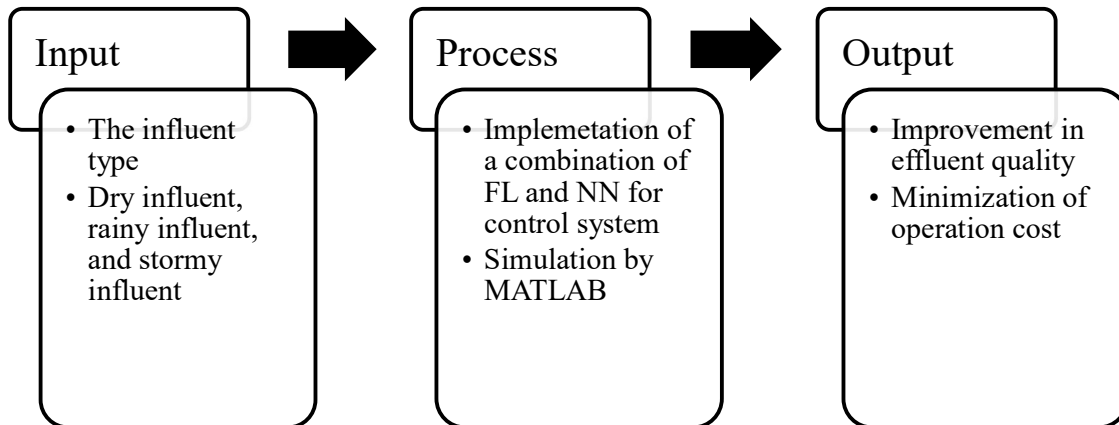 Input
• The influent
type
• Dry influent,
rainy influent,
and stormy
influent
Process
• Implemetation of
a combination of
FL and NN for
control system
• Simulation by
MATLAB
Output
• Improvement in
effluent quality
• Minimization of
operation cost